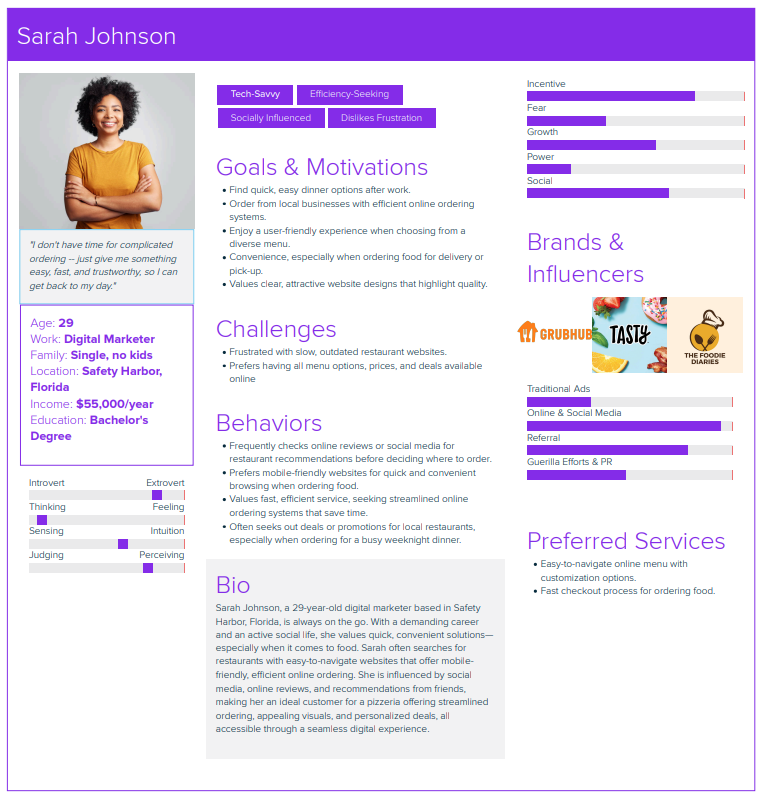 Sarah Johnson
"I don't have time for complicated
ordering -- just give me something
easy, fast, and trustworthy, so I can
get back to my day."
Age: 29
Work: Digital Marketer
Family: Single, no kids
Location: Safety Harbor,
Florida
Income: $55,000/year
Education: Bachelor's
Degree
Introvert Extrovert
Thinking Feeling
Sensing Intuition
Judging Perceiving
Tech-Savvy Efficiency-Seeking
Socially Influenced Dislikes Frustration
Goals & Motivations
• Find quick, easy dinner options after work.
• Order from local businesses with efficient online ordering
systems.
• Enjoy a user-friendly experience when choosing from a
diverse menu.
• Convenience, especially when ordering food for delivery or
pick-up.
• Values clear, attractive website designs that highlight quality.
Challenges
• Frustrated with slow, outdated restaurant websites.
• Prefers having all menu options, prices, and deals available
online
Behaviors
• Frequently checks online reviews or social media for
restaurant recommendations before deciding where to order.
• Prefers mobile-friendly websites for quick and convenient
browsing when ordering food.
• Values fast, efficient service, seeking streamlined online
ordering systems that save time.
• Often seeks out deals or promotions for local restaurants,
especially when ordering for a busy weeknight dinner.
Bio
Sarah Johnson, a 29-year-old digital marketer based in Safety
Harbor, Florida, is always on the go. With a demanding career
and an active social life, she values quick, convenient solutions—
especially when it comes to food. Sarah often searches for
restaurants with easy-to-navigate websites that offer mobile-
friendly, efficient online ordering. She is influenced by social
media, online reviews, and recommendations from friends,
making her an ideal customer for a pizzeria offering streamlined
ordering, appealing visuals, and personalized deals, all
accessible through a seamless digital experience.
Incentive
Fear
Growth
Power
Social
Brands &
Influencers
GRUBHUB
TASTY
THE FOODIE
DIARIES
Traditional Ads
Online & Social Media
Referral
Guerilla Efforts & PR
Preferred Services
• Easy-to-navigate online menu with
customization options.
• Fast checkout process for ordering food.